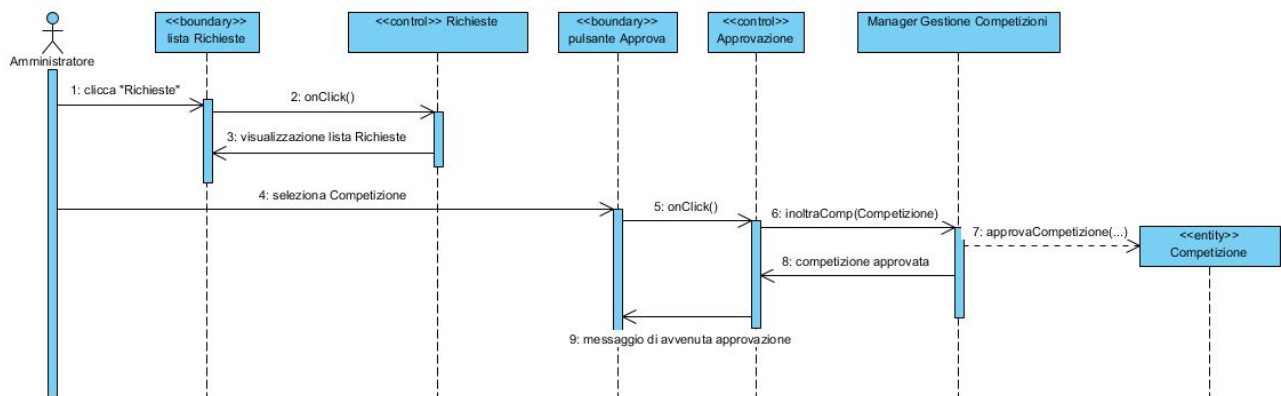 Amministratore
<<boundary>>
lista Richieste
<<control>> Richieste
<<boundary>>
pulsante Approva
<<control>>
Approvazione
Manager Gestione Competizioni
1: clicca "Richieste"
2: onClick()
3: visualizzazione lista Richieste
4: seleziona Competizione
5: onClick()
6: inoltraComp(Competizione)
7: approvaCompetizione(...)
<<entity>>
Competizione
8: competizione approvata
9: messaggio di avvenuta approvazione